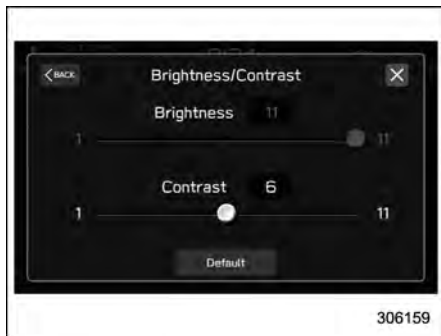 BACK
Brightness/Contrast
Brightness 11
1 11
Contrast 6
1 11
Default
306159